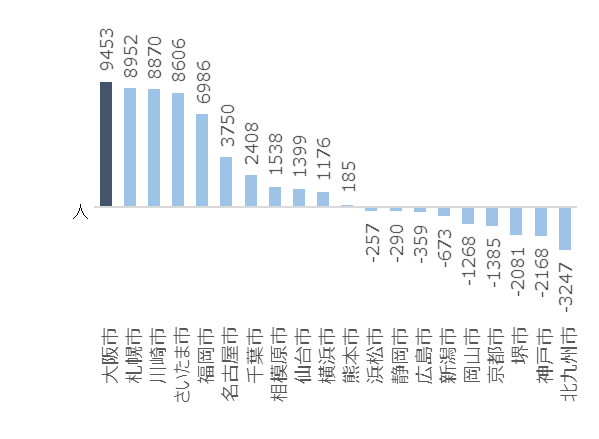 9453
8952
8870
8606
6986
3750
2408
1538
1399
1176
185
-257
-290
-359
-673
-1268
-1385
-2081
-2168
-3247
人
大阪市
札幌市
川崎市
さいたま市
福岡市
名古屋市
千葉市
相模原市
仙台市
横浜市
熊本市
浜松市
静岡市
広島市
新潟市
岡山市
京都市
堺市
神戸市
北九州市